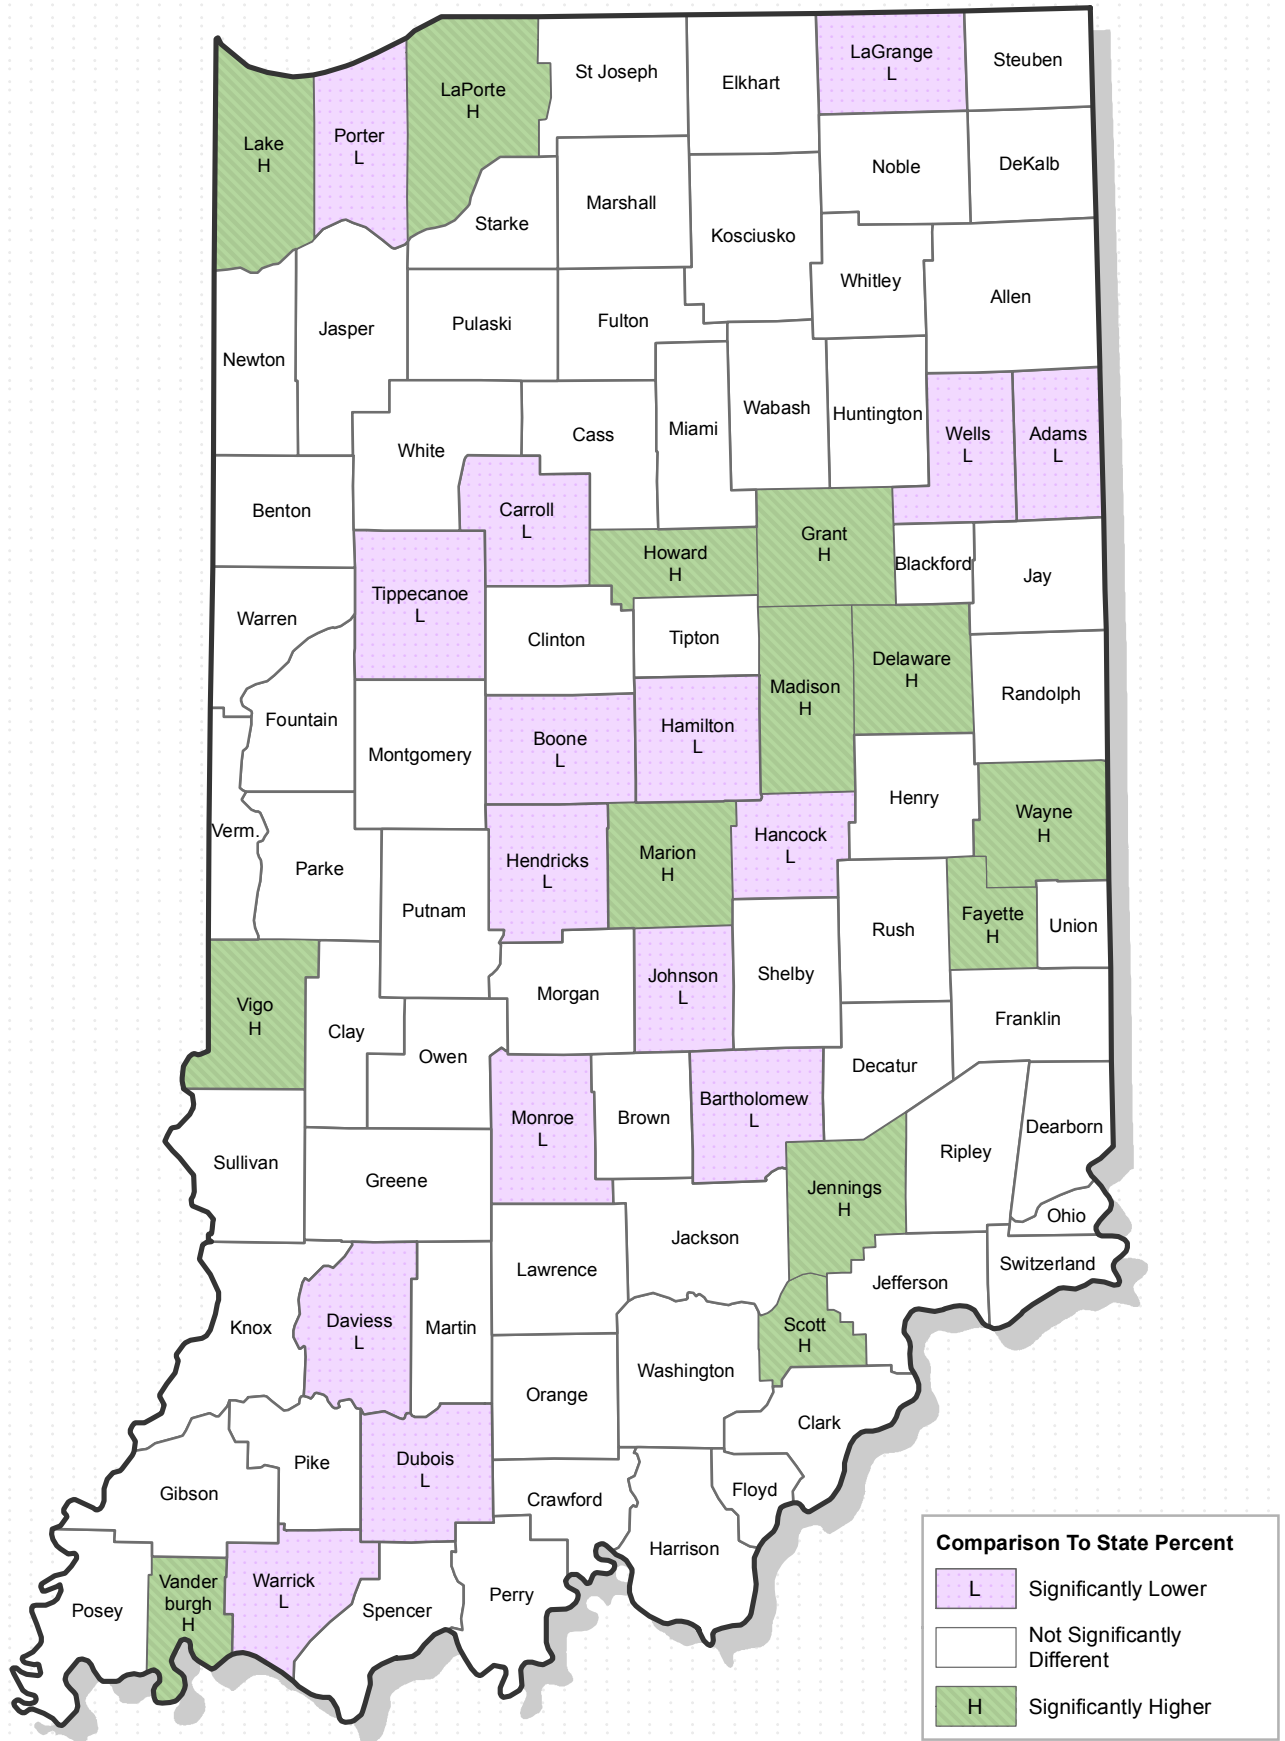 LaGrange
L
Steuben
St Joseph
Elkhart
LaPorte
H
Porter
L
Lake
H
Noble
DeKalb
Marshall
Starke
Kosciusko
Whitley
Allen
Jasper
Pulaski
Fulton
Newton
Wabash
Huntington
Miami
Cass
White
Wells
L
Adams
L
Benton
Carroll
L
Grant
H
Howard
H
Blackford
Jay
Tippecanoe
L
Warren
Clinton
Tipton
Delaware
H
Madison
H
Randolph
Fountain
Montgomery
Boone
L
Hamilton
L
Henry
Wayne
H
Verm.
Parke
Hendricks
L
Marion
H
Hancock
L
Putnam
Rush
Fayette
H
Union
Vigo
H
Clay
Morgan
Johnson
L
Shelby
Franklin
Owen
Decatur
Monroe
L
Brown
Bartholomew
L
Dearborn
Ripley
Sullivan
Greene
Jennings
H
Ohio
Jackson
Lawrence
Switzerland
Jefferson
Knox
Daviess
L
Martin
Scott
H
Washington
Orange
Clark
Pike
Dubois
L
Gibson
Crawford
Floyd
Harrison
Posey
Vander
burgh
H
Warrick
L
Spencer
Perry
Comparison To State Percent
L Significantly Lower
Not Significantly
Different
H Significantly Higher